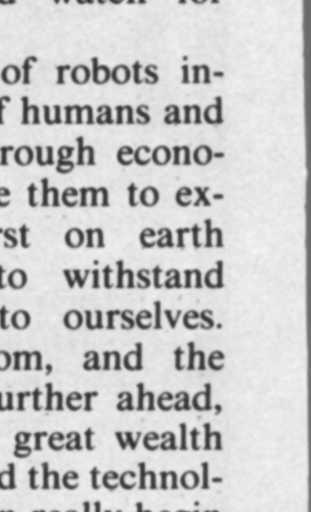 of robots in-
humans and
rough econo-
them to ex-
on earth
to withstand
to ourselves.
om, and the
urther ahead,
great wealth
d the technol-